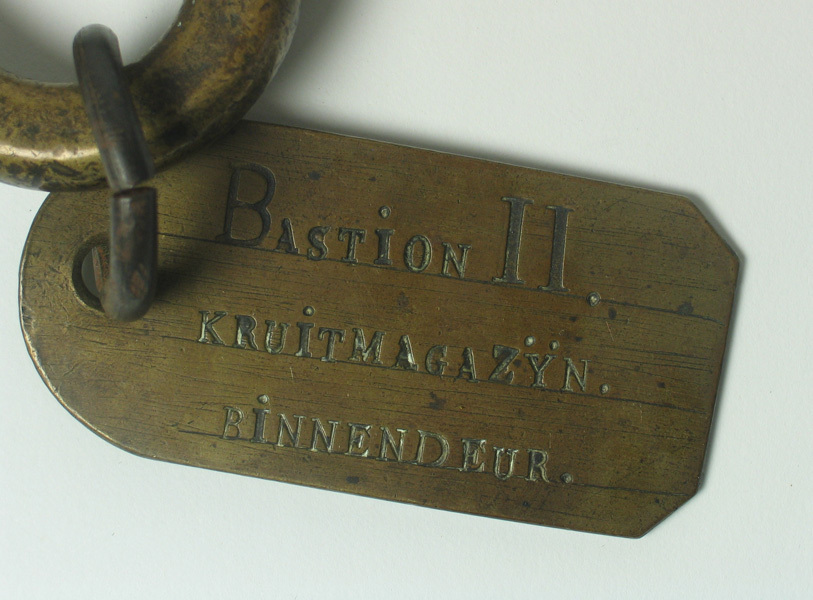 Bastion II.
KRUiTMAGAZŸN.
BiNNENDEUR.